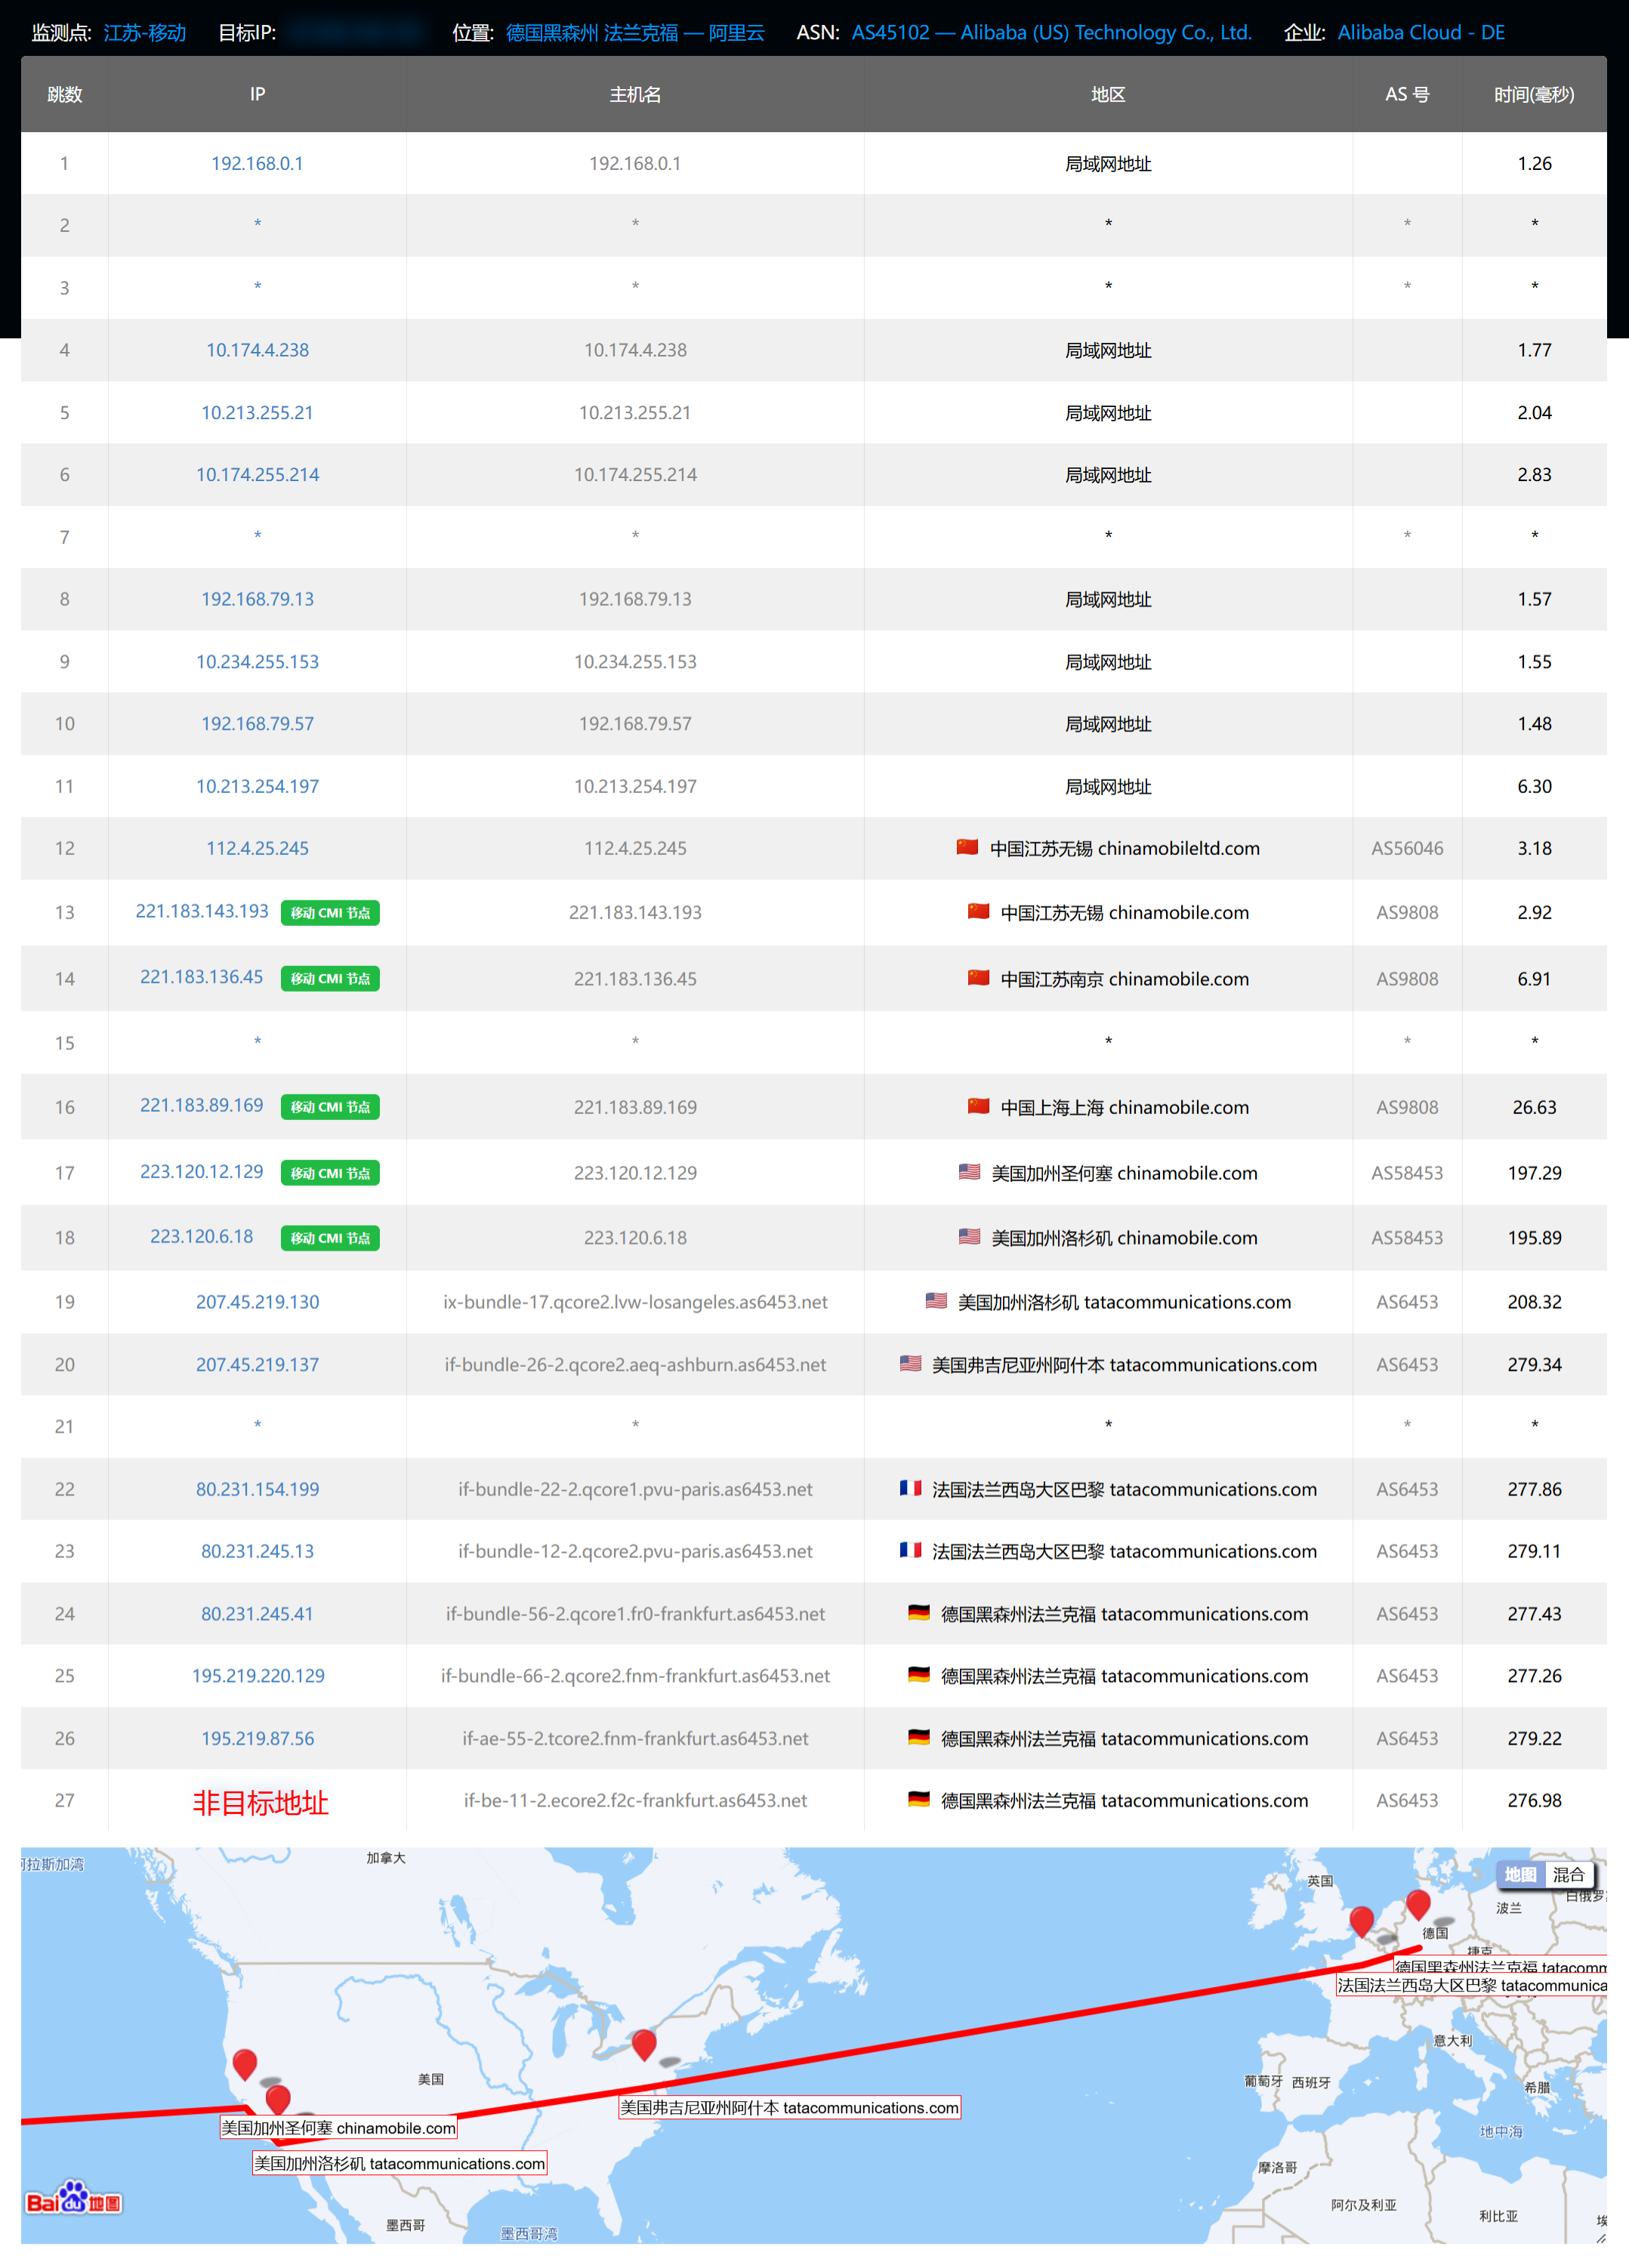 监测点: 江苏-移动 目标IP: 位置: 德国黑森州 法兰克福 — 阿里云 ASN: AS45102 — Alibaba (US) Technology Co., Ltd. 企业: Alibaba Cloud - DE
跳数 IP 主机名 地区 AS 号 时间(毫秒)
1 192.168.0.1 192.168.0.1 局域网地址 1.26
2 * * * * *
3 * * * * *
4 10.174.4.238 10.174.4.238 局域网地址 1.77
5 10.213.255.21 10.213.255.21 局域网地址 2.04
6 10.174.255.214 10.174.255.214 局域网地址 2.83
7 * * * * *
8 192.168.79.13 192.168.79.13 局域网地址 1.57
9 10.234.255.153 10.234.255.153 局域网地址 1.55
10 192.168.79.57 192.168.79.57 局域网地址 1.48
11 10.213.254.197 10.213.254.197 局域网地址 6.30
12 112.4.25.245 112.4.25.245 中国江苏无锡 chinamobileltd.com AS56046 3.18
13 221.183.143.193 移动 CMI 节点 221.183.143.193 中国江苏无锡 chinamobile.com AS9808 2.92
14 221.183.136.45 移动 CMI 节点 221.183.136.45 中国江苏南京 chinamobile.com AS9808 6.91
15 * * * * *
16 221.183.89.169 移动 CMI 节点 221.183.89.169 中国上海上海 chinamobile.com AS9808 26.63
17 223.120.12.129 移动 CMI 节点 223.120.12.129 美国加州圣何塞 chinamobile.com AS58453 197.29
18 223.120.6.18 移动 CMI 节点 223.120.6.18 美国加州洛杉矶 chinamobile.com AS58453 195.89
19 207.45.219.130 ix-bundle-17.qcore2.lvw-losangeles.as6453.net 美国加州洛杉矶 tatacommunications.com AS6453 208.32
20 207.45.219.137 if-bundle-26-2.qcore2.aeq-ashburn.as6453.net 美国弗吉尼亚州阿什本 tatacommunications.com AS6453 279.34
21 * * * * *
22 80.231.154.199 if-bundle-22-2.qcore1.pvu-paris.as6453.net 法国法兰西岛大区巴黎 tatacommunications.com AS6453 277.86
23 80.231.245.13 if-bundle-12-2.qcore2.pvu-paris.as6453.net 法国法兰西岛大区巴黎 tatacommunications.com AS6453 279.11
24 80.231.245.41 if-bundle-56-2.qcore1.fr0-frankfurt.as6453.net 德国黑森州法兰克福 tatacommunications.com AS6453 277.43
25 195.219.220.129 if-bundle-66-2.qcore2.fnm-frankfurt.as6453.net 德国黑森州法兰克福 tatacommunications.com AS6453 277.26
26 195.219.87.56 if-ae-55-2.tcore2.fnm-frankfurt.as6453.net 德国黑森州法兰克福 tatacommunications.com AS6453 279.22
27 非目标地址 if-be-11-2.ecore2.f2c-frankfurt.as6453.net 德国黑森州法兰克福 tatacommunications.com AS6453 276.98
拉斯加湾 加拿大
地图 混合
英国
白俄罗
波兰
德国
捷克
德国黑森州法兰克福 tatacomm
法国法兰西岛大区巴黎 tatacommunica
意大利
美国
葡萄牙 西班牙
希腊
美国弗吉尼亚州阿什本 tatacommunications.com
美国加州圣何塞 chinamobile.com
地中海
美国加州洛杉矶 tatacommunications.com
摩洛哥
Bai du 地图
阿尔及利亚
利比亚
埃
墨西哥
墨西哥湾